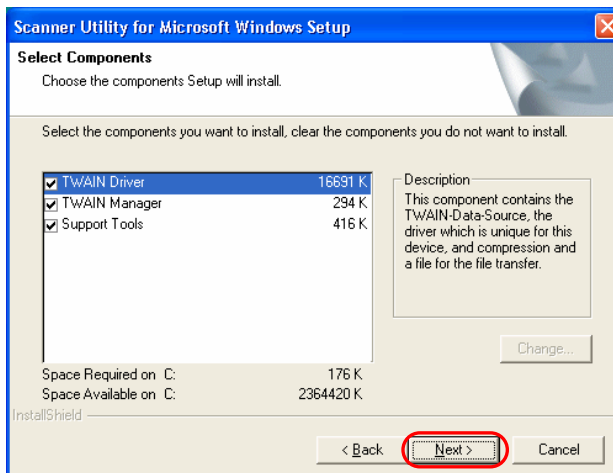 Scanner Utility for Microsoft Windows Setup
Select Components
Choose the components Setup will install.
Select the components you want to install, clear the components you do not want to install.
TWAIN Driver 16691 K
TWAIN Manager 294 K
Support Tools 416 K
Description
This component contains the
TWAIN-Data-Source, the
driver which is unique for this
device, and compression and
a file for the file transfer.
Change...
Space Required on C: 176 K
Space Available on C: 2364420 K
InstallShield
< Back
Next >
Cancel